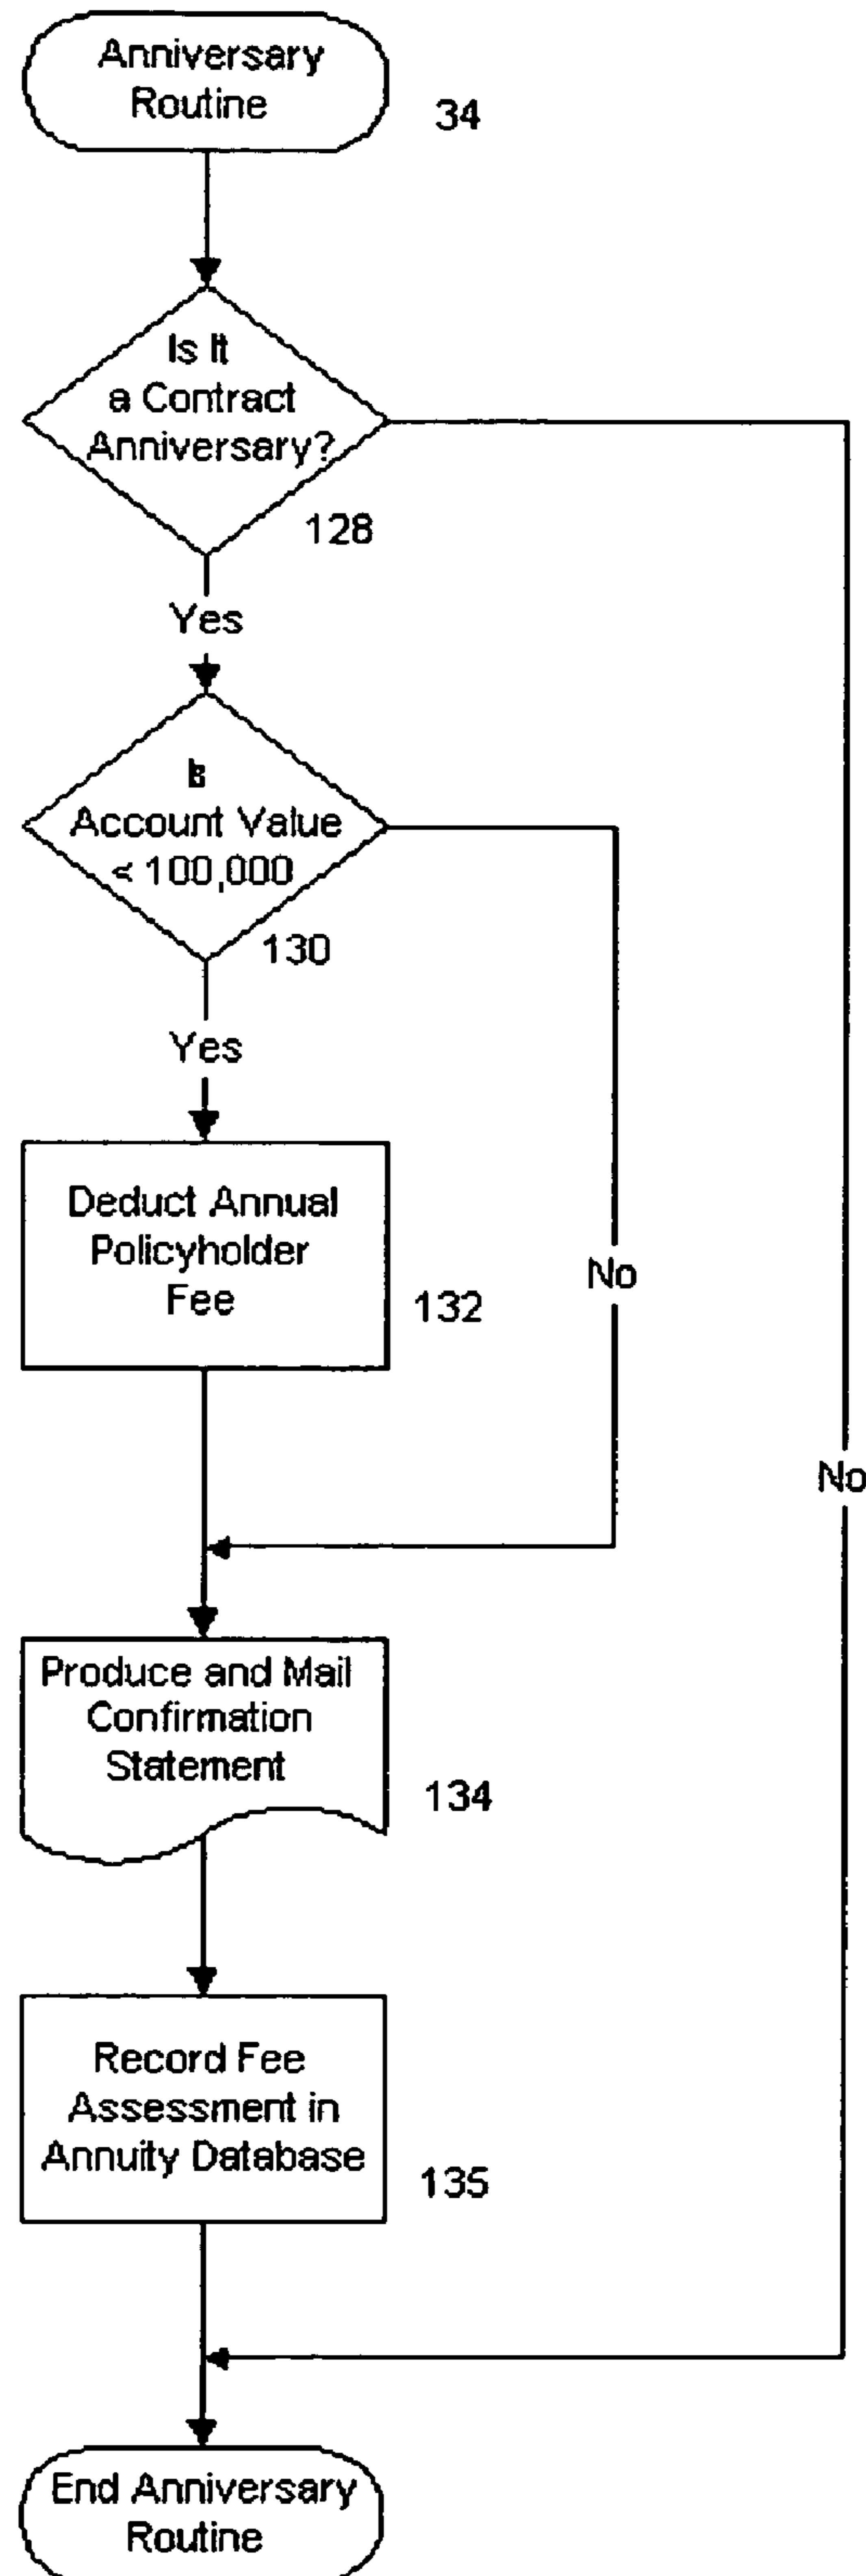 Anniversary
Routine
34
Is It
a Contract
Anniversary?
128
Yes
Is
Account Value
< 100,000
130
Yes
Deduct Annual
Policyholder
Fee
132
No
No
Produce and Mail
Confirmation
Statement
134
Record Fee
Assessment in
Annuity Database
135
End Anniversary
Routine